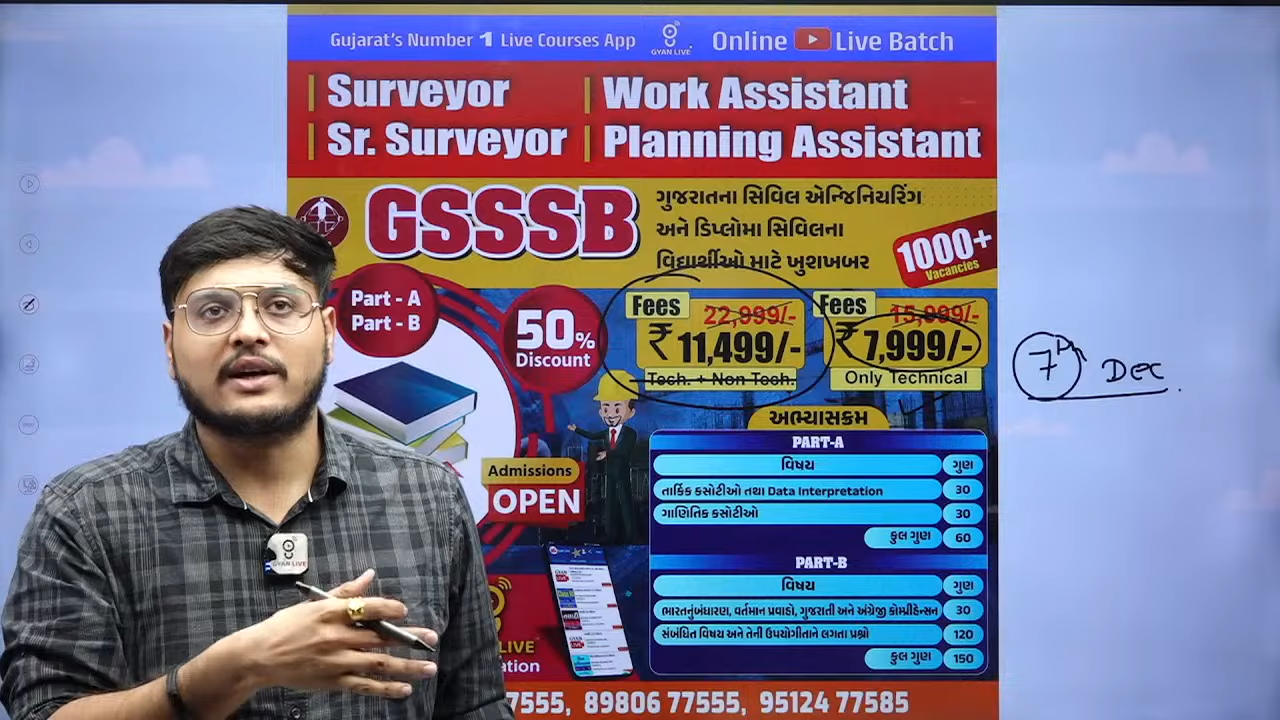 Gujarat's Number 1 Live Courses App
GYAN LIVE
Online Live Batch
Surveyor
Work Assistant
Sr. Surveyor
Planning Assistant
GSSSB
ગુજરાતના સિવિલ એન્જિનિયરિંગ
અને ડિપ્લોમા સિવિલના
વિદ્યાર્થીઓ માટે ખુશખબર
1000+
Vacancies
Part - A
Part - B
50%
Discount
Fees
22,999/-
₹ 11,499/-
Tech. + Non Tech.
Fees
15,999/-
₹ 7,999/-
Only Technical
7th Dec.
અભ્યાસક્રમ
PART-A
વિષય ગુણ
તાર્કિક કસોટીઓ તથા Data Interpretation 30
ગાણિતિક કસોટીઓ 30
કુલ ગુણ 60
PART-B
વિષય ગુણ
ભારતનુંબંધારણ, વર્તમાન પ્રવાહો, ગુજરાતી અને અંગ્રેજી કોમ્પ્રીહેન્સન 30
સંબંધિત વિષય અને તેની ઉપયોગીતાને લગતા પ્રશ્નો 120
કુલ ગુણ 150
Admissions
OPEN
GYAN LIVE
LIVE
7555, 89806 77555, 95124 77585